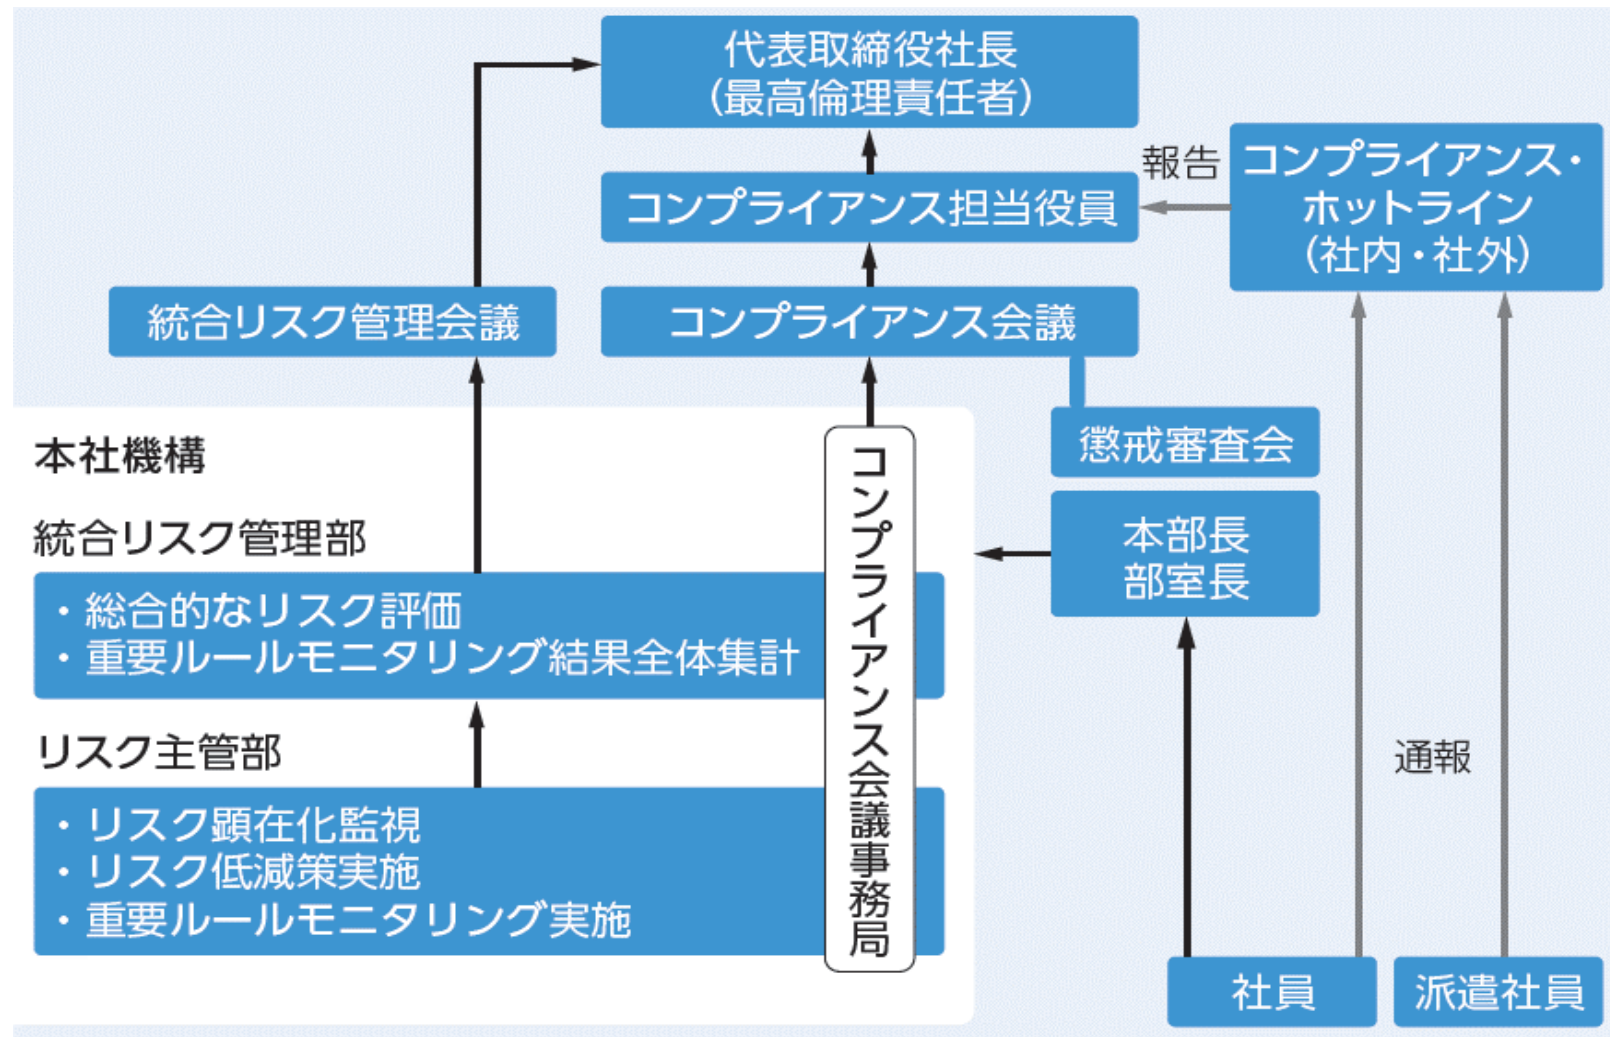 代表取締役社長
（最高倫理責任者）
報告
コンプライアンス・
ホットライン
（社内・社外）
コンプライアンス担当役員
統合リスク管理会議
コンプライアンス会議
懲戒審査会
本社機構
統合リスク管理部
・総合的なリスク評価
・重要ルールモニタリング結果全体集計
リスク主管部
・リスク顕在化監視
・リスク低減策実施
・重要ルールモニタリング実施
コンプライアンス会議事務局
本部長
部室長
通報
社員
派遣社員